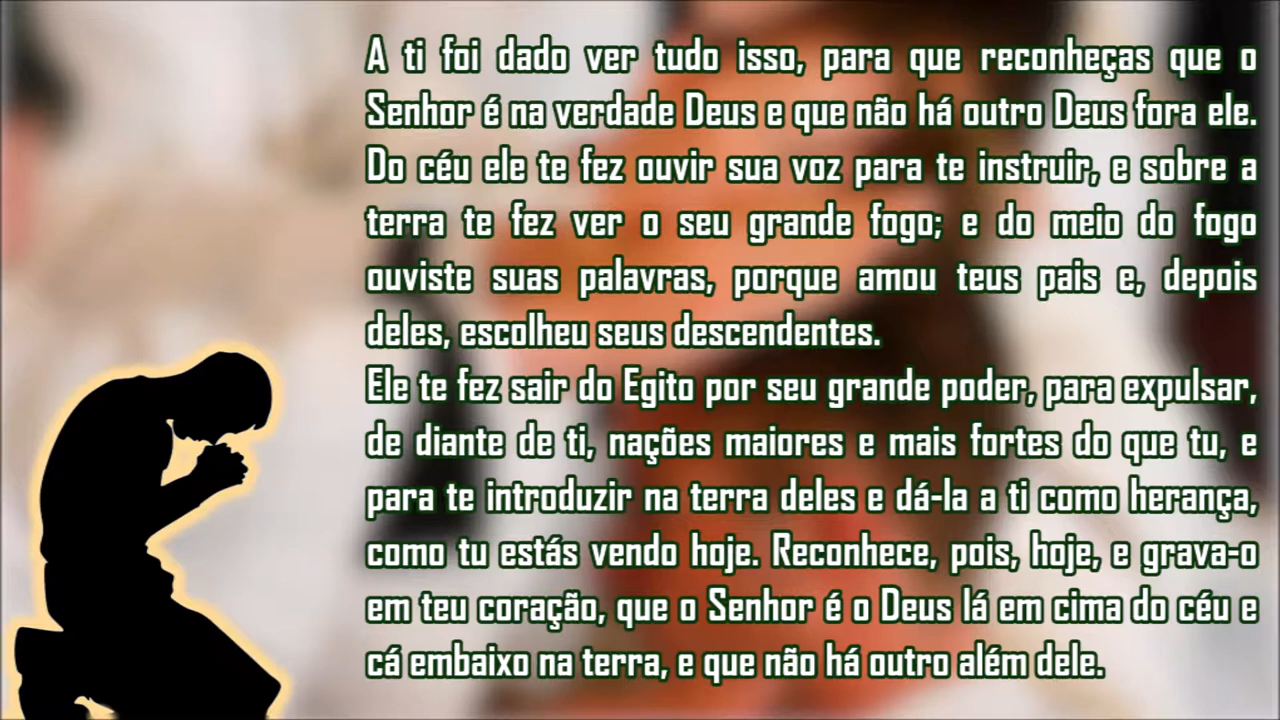 A ti foi dado ver tudo isso, para que reconheças que o
Senhor é na verdade Deus e que não há outro Deus fora ele.
Do céu ele te fez ouvir sua voz para te instruir, e sobre a
terra te fez ver o seu grande fogo; e do meio do fogo
ouviste suas palavras, porque amou teus pais e, depois
deles, escolheu seus descendentes.
Ele te fez sair do Egito por seu grande poder, para expulsar,
de diante de ti, nações maiores e mais fortes do que tu, e
para te introduzir na terra deles e dá-la a ti como herança,
como tu estás vendo hoje. Reconhece, pois, hoje, e grava-o
em teu coração, que o Senhor é o Deus lá em cima do céu e
cá embaixo na terra, e que não há outro além dele.